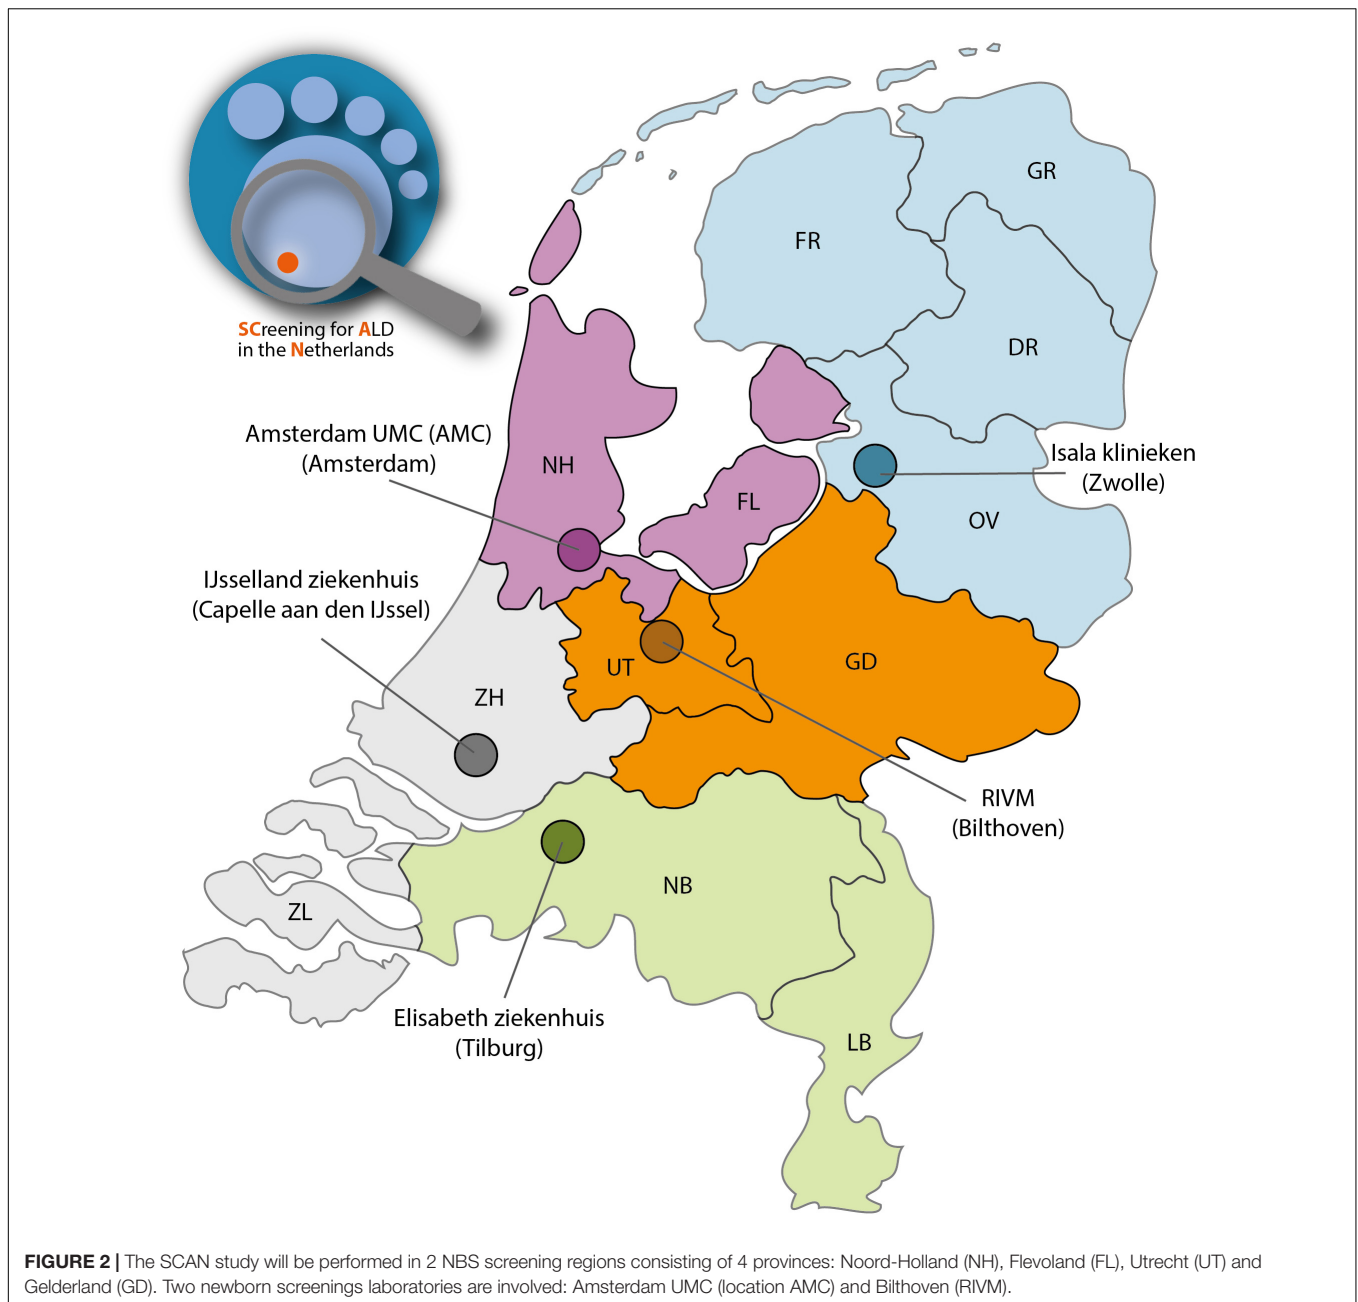 SCreening for ALD
in the Netherlands
GR
FR
DR
Amsterdam UMC (AMC)
(Amsterdam)
NH
FL
Isala klinieken
(Zwolle)
OV
IJsselland ziekenhuis
(Capelle aan den IJssel)
UT
GD
ZH
RIVM
(Bilthoven)
NB
ZL
Elisabeth ziekenhuis
(Tilburg)
LB
FIGURE 2 | The SCAN study will be performed in 2 NBS screening regions consisting of 4 provinces: Noord-Holland (NH), Flevoland (FL), Utrecht (UT) and
Gelderland (GD). Two newborn screenings laboratories are involved: Amsterdam UMC (location AMC) and Bilthoven (RIVM).